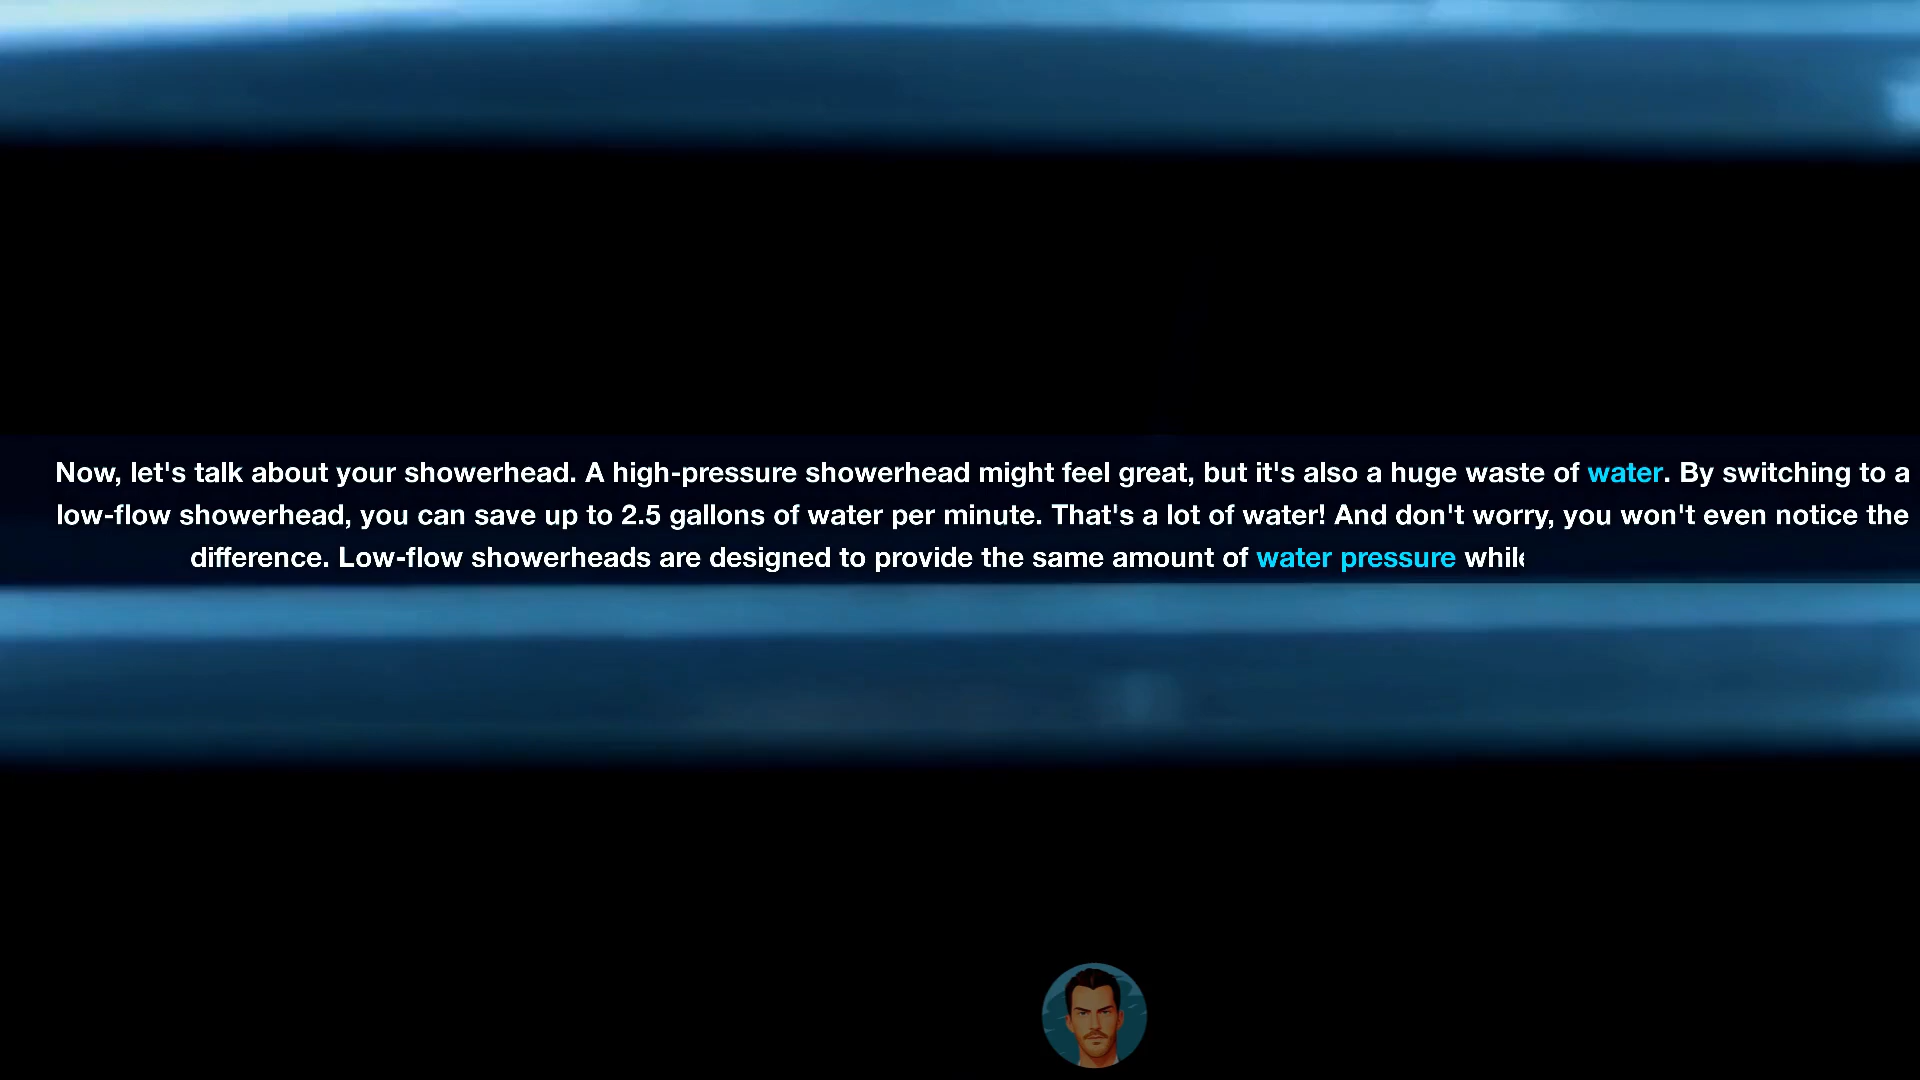 Now, let's talk about your showerhead. A high-pressure showerhead might feel great, but it's also a huge waste of water. By switching to a
low-flow showerhead, you can save up to 2.5 gallons of water per minute. That's a lot of water! And don't worry, you won't even notice the
difference. Low-flow showerheads are designed to provide the same amount of water pressure while